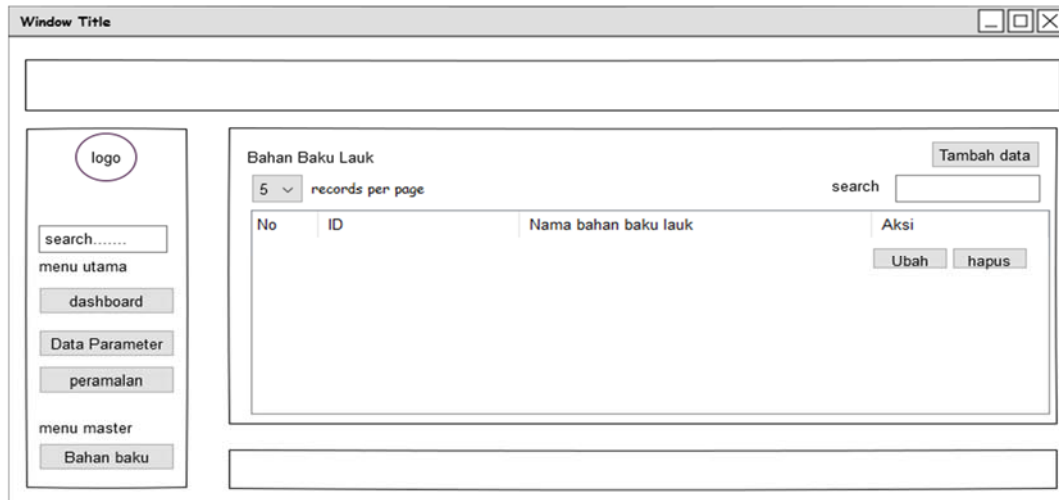 Window Title
logo
search.......
menu utama
dashboard
Data Parameter
peramalan
menu master
Bahan baku
Bahan Baku Lauk
Tambah data
5 records per page
search
No ID Nama bahan baku lauk Aksi
Ubah hapus